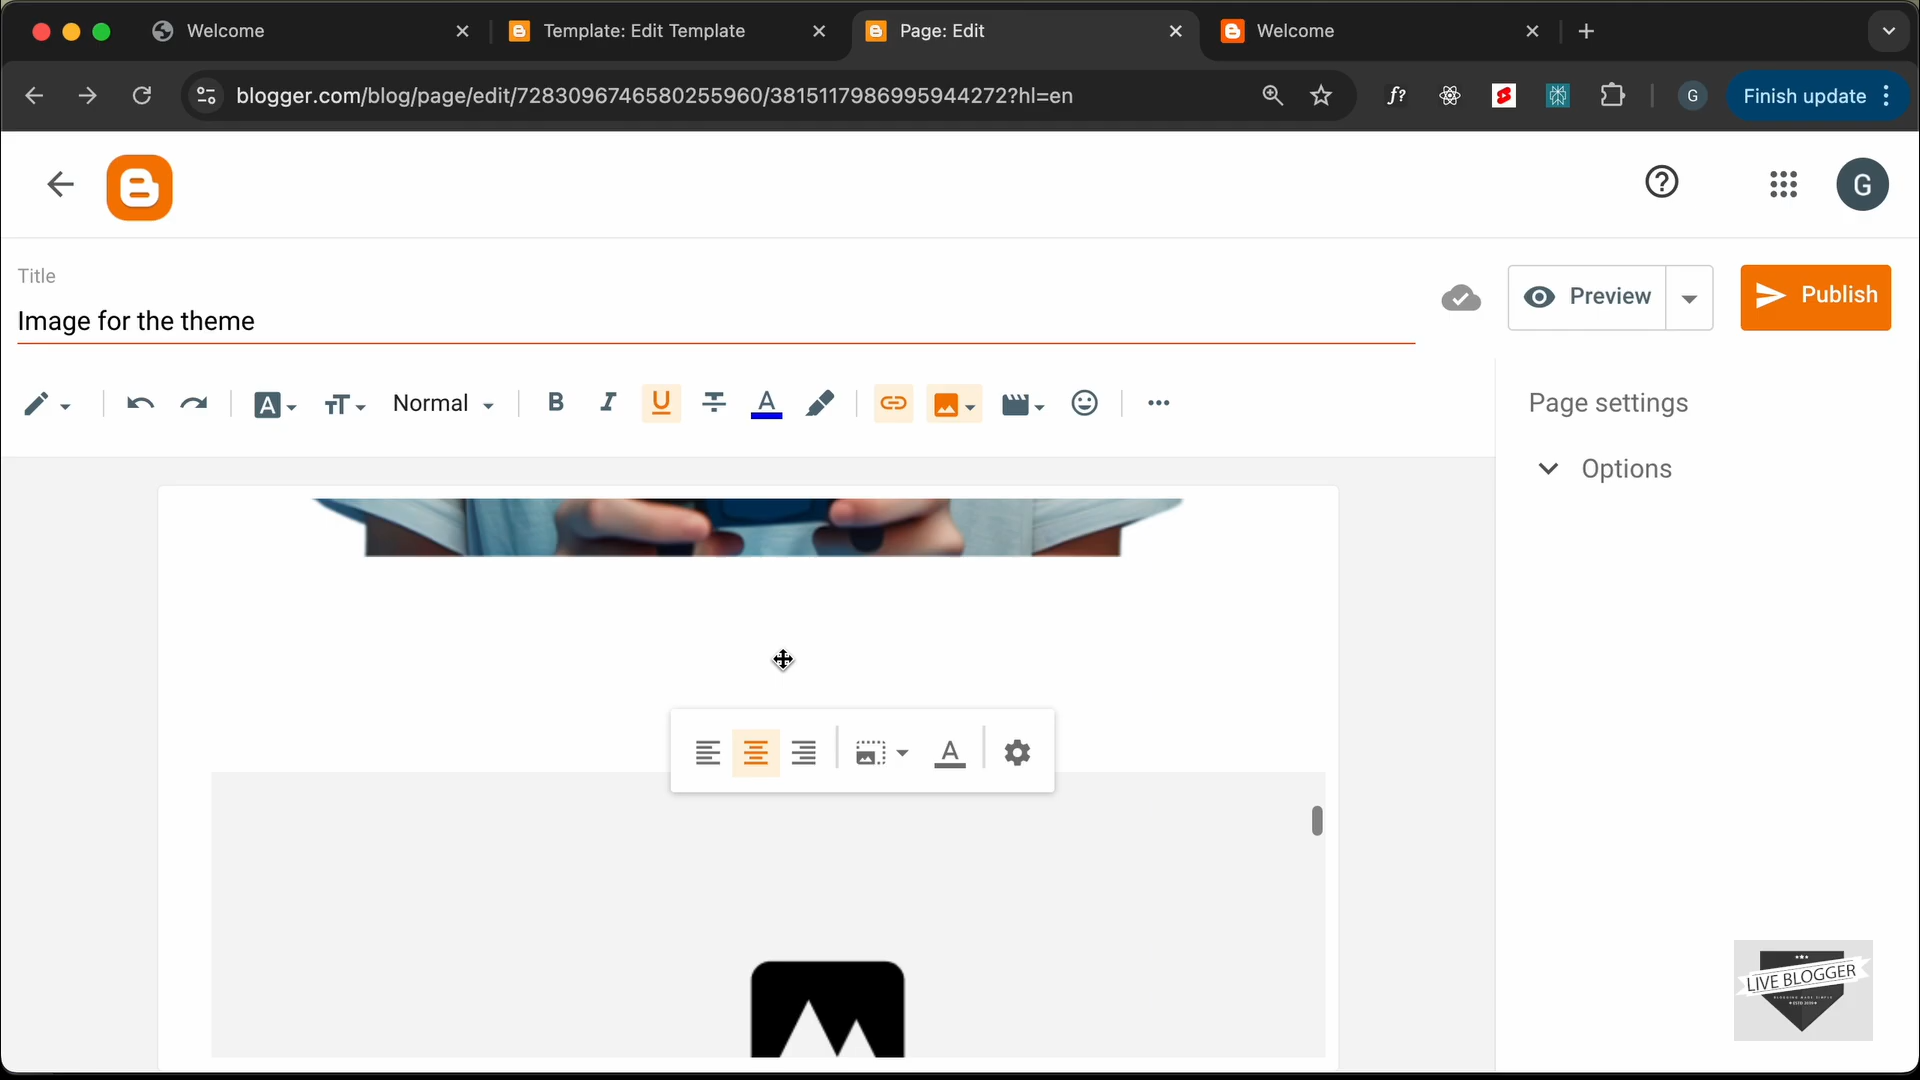 Welcome
Template: Edit Template
Page: Edit
Welcome
blogger.com/blog/page/edit/7283096746580255960/3815117986995944272?hl=en
f?
G
Finish update
G
Title
Image for the theme
Preview
Publish
Normal
Page settings
Options
LIVE BLOGGER